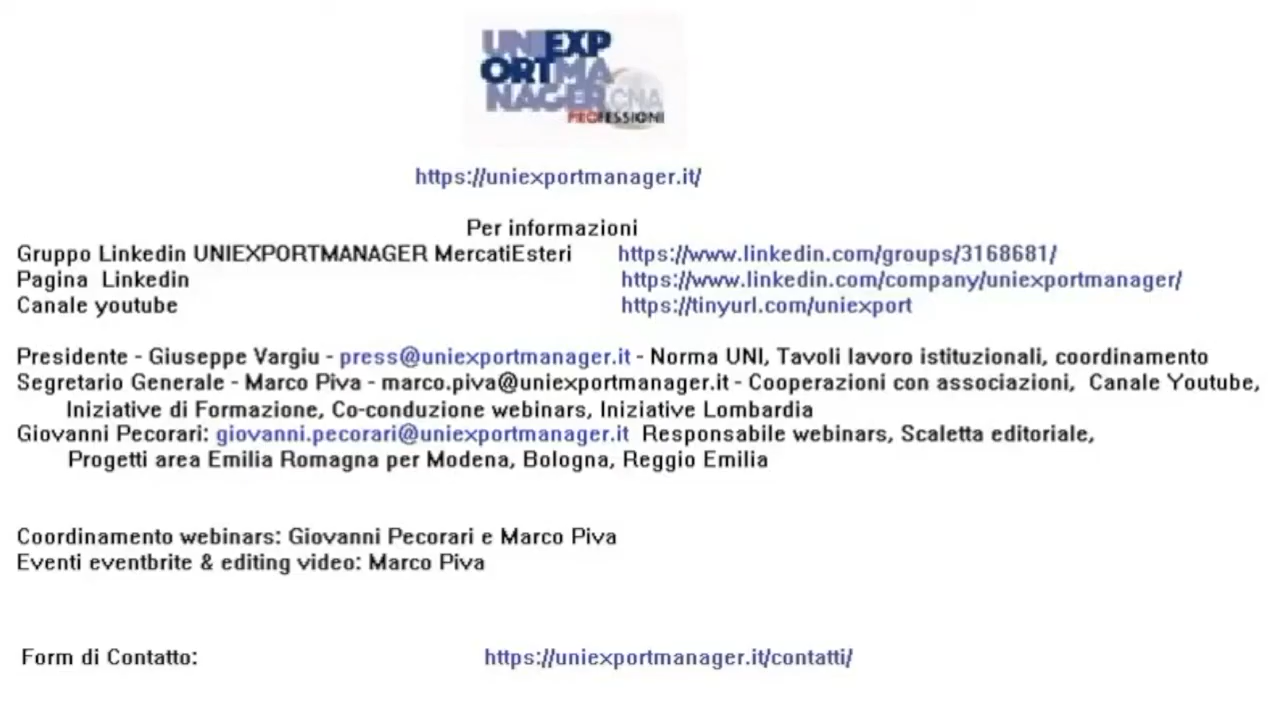 UNIEXP
ORTMA
NAGER CNA
PROFESSIONI
https://uniexportmanager.it/
Per informazioni
Gruppo Linkedin UNIEXPORTMANAGER MercatiEsteri https://www.linkedin.com/groups/3168681/
Pagina Linkedin https://www.linkedin.com/company/uniexportmanager/
Canale youtube https://tinyurl.com/uniexport
Presidente - Giuseppe Vargiu - press@uniexportmanager.it - Norma UNI, Tavoli lavoro istituzionali, coordinamento
Segretario Generale - Marco Piva - marco.piva@uniexportmanager.it - Cooperazioni con associazioni, Canale Youtube,
Iniziative di Formazione, Co-conduzione webinars, Iniziative Lombardia
Giovanni Pecorari: giovanni.pecorari@uniexportmanager.it Responsabile webinars, Scaletta editoriale,
Progetti area Emilia Romagna per Modena, Bologna, Reggio Emilia
Coordinamento webinars: Giovanni Pecorari e Marco Piva
Eventi eventbrite & editing video: Marco Piva
Form di Contatto: https://uniexportmanager.it/contatti/